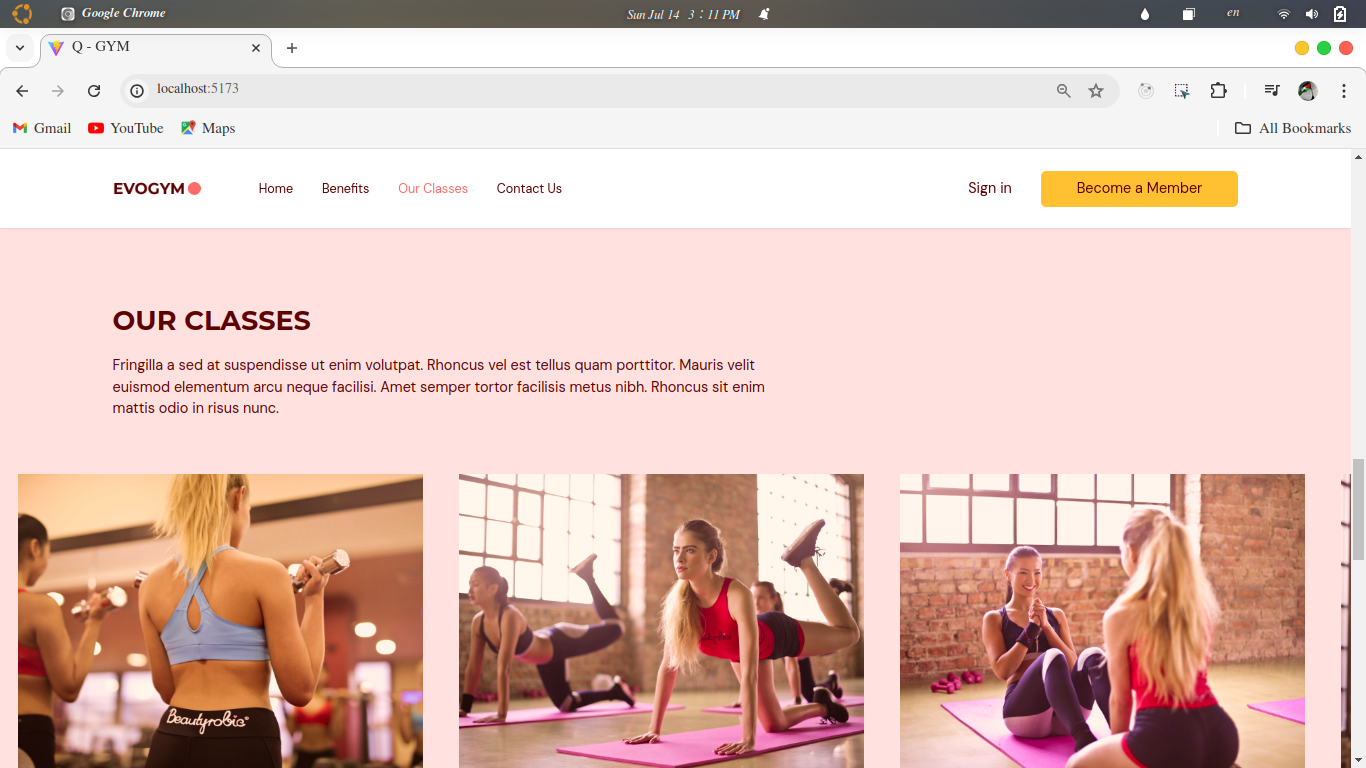 Google Chrome
Sun Jul 14 3 : 11 PM
en
Q - GYM
localhost:5173
Gmail
YouTube
Maps
All Bookmarks
EVOGYM
Home
Benefits
Our Classes
Contact Us
Sign in
Become a Member
OUR CLASSES
Fringilla a sed at suspendisse ut enim volutpat. Rhoncus vel est tellus quam porttitor. Mauris velit
euismod elementum arcu neque facilisi. Amet semper tortor facilisis metus nibh. Rhoncus sit enim
mattis odio in risus nunc.
Beautyrobic